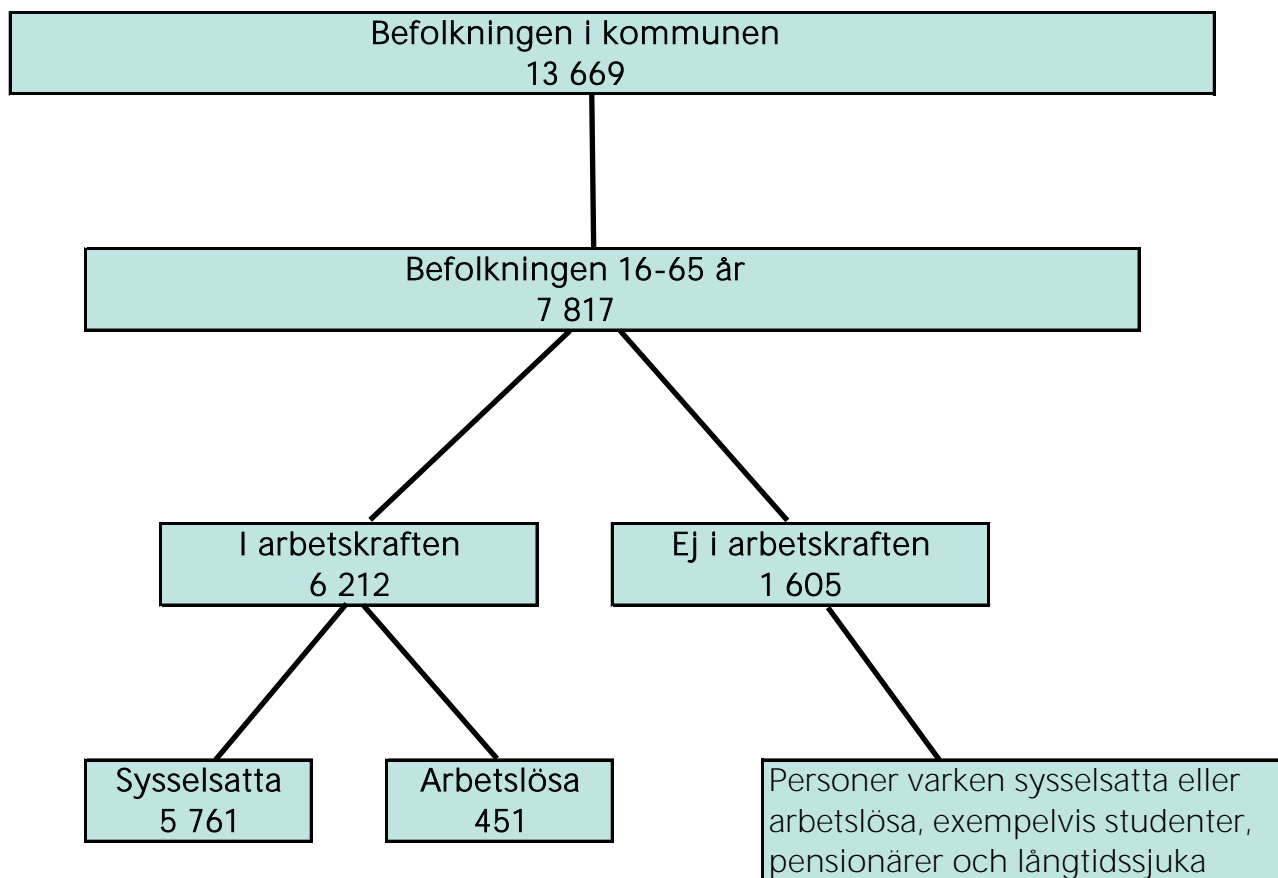 Befolkningen i kommunen
13 669
Befolkningen 16-65 år
7 817
I arbetskraften
6 212
Ej i arbetskraften
1 605
Sysselsatta
5 761
Arbetslösa
451
Personer varken sysselsatta eller
arbetslösa, exempelvis studenter,
pensionärer och långtidssjuka